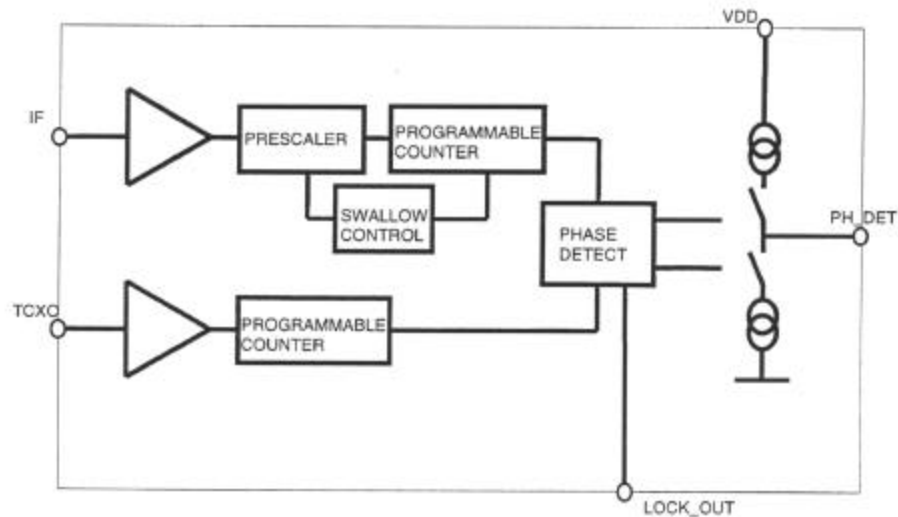 VDD
IF
PRESCALER
PROGRAMMABLE
COUNTER
SWALLOW
CONTROL
PHASE
DETECT
PH_DET
TCXO
PROGRAMMABLE
COUNTER
LOCK_OUT